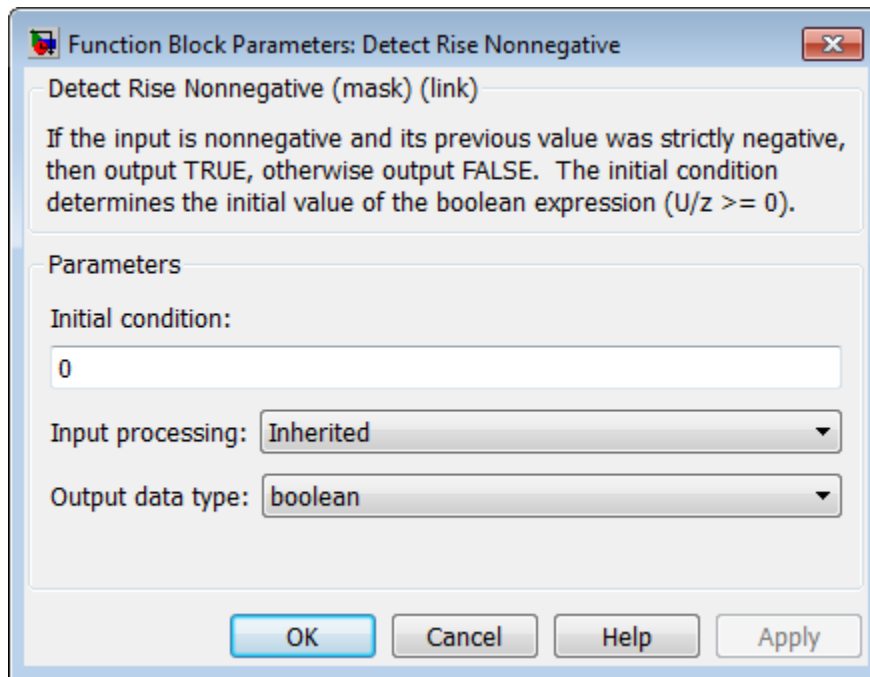 Function Block Parameters: Detect Rise Nonnegative
Detect Rise Nonnegative (mask) (link)
If the input is nonnegative and its previous value was strictly negative,
then output TRUE, otherwise output FALSE.  The initial condition
determines the initial value of the boolean expression (U/z >= 0).
Parameters
Initial condition:
0
Input processing: Inherited
Output data type: boolean
OK Cancel Help Apply